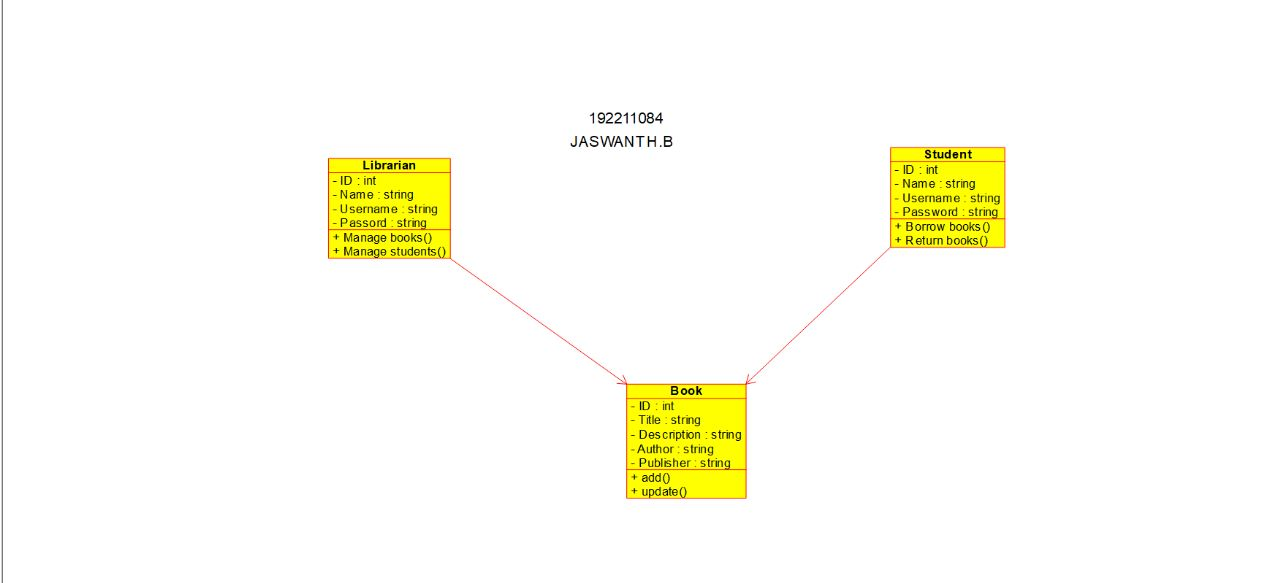 192211084
JASWANTH.B
Librarian
- ID : int
- Name : string
- Username : string
- Passord : string
+ Manage books()
+ Manage students()
Student
- ID : int
- Name : string
- Username : string
- Password : string
+ Borrow books()
+ Return books()
Book
- ID : int
- Title : string
- Description : string
- Author : string
- Publisher : string
+ add()
+ update()